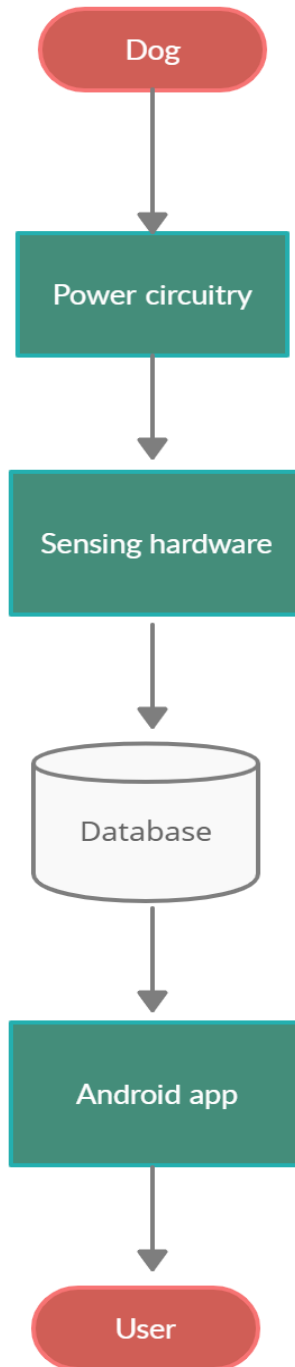 Dog
Power circuitry
Sensing hardware
Database
Android app
User